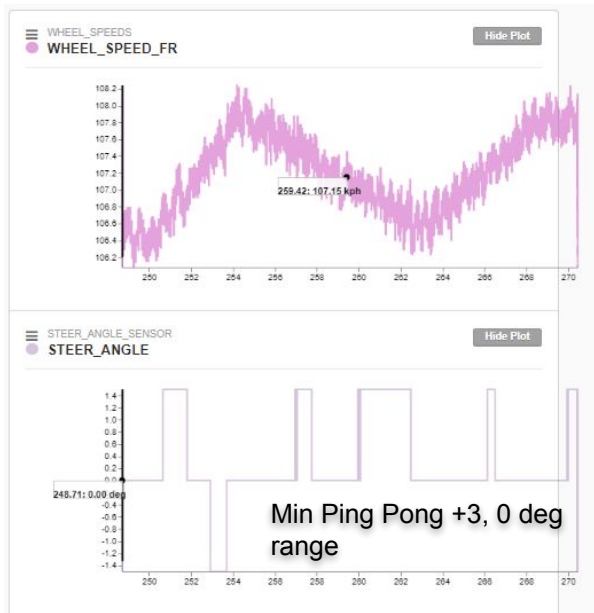 WHEEL_SPEEDS
Hide Plot
WHEEL_SPEED_FR
108.2
108.0
107.8
107.6
107.4
107.2
107.0
106.8
106.6
106.4
106.2
259.42: 107.15 kph
250 252 254 256 258 260 262 264 266 268 270
STEER_ANGLE_SENSOR
Hide Plot
STEER_ANGLE
1.4
1.2
1.0
0.8
0.6
0.4
0.2
0.0
248.71: 0.00 deg
-0.4
-0.6
-0.8
-1.0
-1.2
-1.4
Min Ping Pong +3, 0 deg
range
250 252 254 256 258 260 262 264 266 268 270